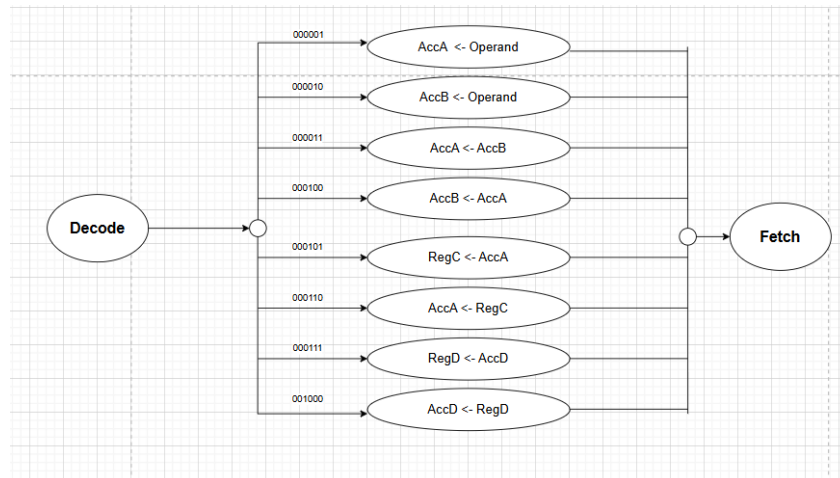 000001
AccA <- Operand
000010
AccB <- Operand
000011
AccA <- AccB
000100
AccB <- AccA
Decode
Fetch
000101
RegC <- AccA
000110
AccA <- RegC
000111
RegD <- AccD
001000
AccD <- RegD